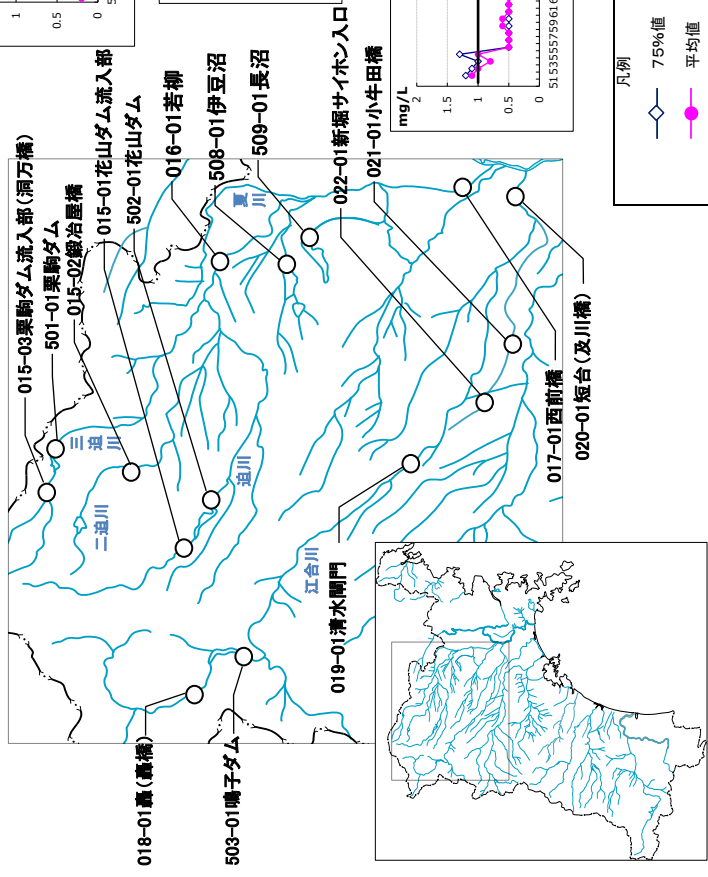 015-03栗駒ダム流入部(洞万橋)
501-01栗駒ダム
015-02鍛冶屋橋
015-01花山ダム流入部
502-01花山ダム
016-01若柳
508-01伊豆沼
509-01長沼
022-01新堀サイホン入口
021-01小牛田橋
三迫川
二迫川
迫川
夏川
江合川
018-01轟(轟橋)
503-01鳴子ダム
019-01清水閘門
017-01西前橋
020-01短台(及川橋)
1
0.5
0
5
mg/L
2
1.5
1
0.5
0
515355575961
6
凡例
75%値
平均値